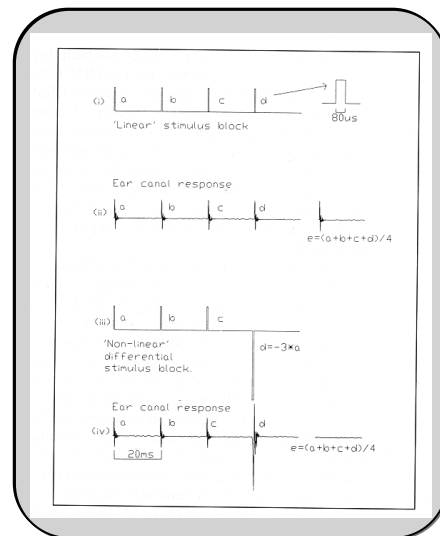 (i) a b c d
80us
'Linear' stimulus block
Ear canal response
(ii) a b c d
e=(a+b+c+d)/4
(iii) a b c
'Non-linear' d=-3*a
differential
stimulus block.
Ear canal response
(iv) a b c d
20ms e=(a+b+c+d)/4